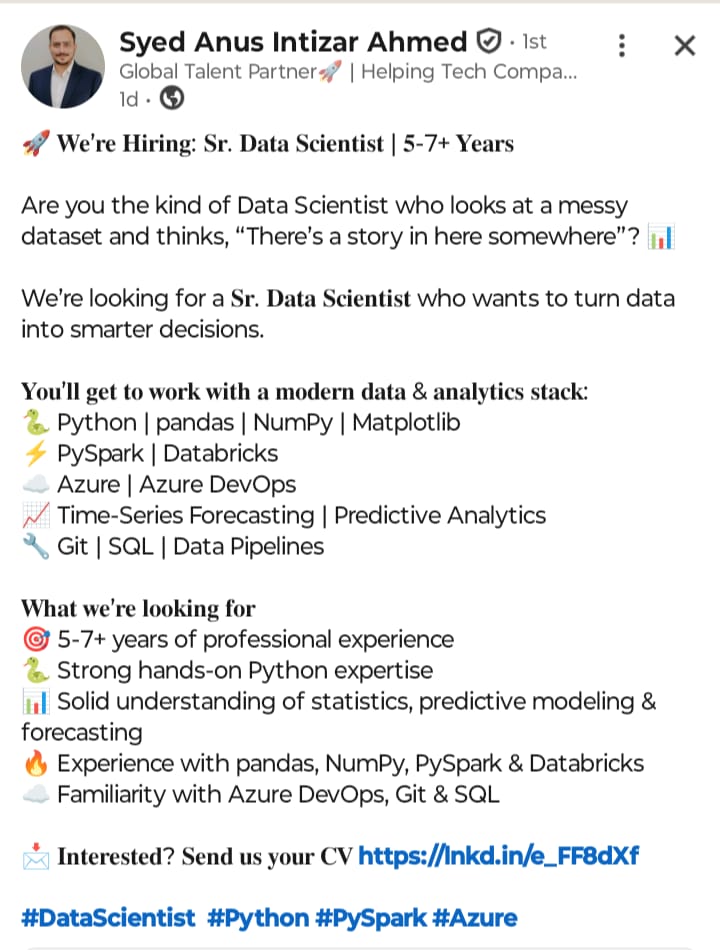 Syed Anus Intizar Ahmed · 1st
Global Talent Partner🚀 | Helping Tech Compa...
1d ·
🚀 We're Hiring: Sr. Data Scientist | 5-7+ Years
Are you the kind of Data Scientist who looks at a messy
dataset and thinks, “There's a story in here somewhere”? 📊
We're looking for a Sr. Data Scientist who wants to turn data
into smarter decisions.
You'll get to work with a modern data & analytics stack:
🐍 Python | pandas | NumPy | Matplotlib
⚡ PySpark | Databricks
☁️ Azure | Azure DevOps
📈 Time-Series Forecasting | Predictive Analytics
🔧 Git | SQL | Data Pipelines
What we're looking for
🎯 5-7+ years of professional experience
🐍 Strong hands-on Python expertise
📊 Solid understanding of statistics, predictive modeling &
forecasting
🔥 Experience with pandas, NumPy, PySpark & Databricks
☁️ Familiarity with Azure DevOps, Git & SQL
📩 Interested? Send us your CV https://lnkd.in/e_FF8dXf
#DataScientist #Python #PySpark #Azure